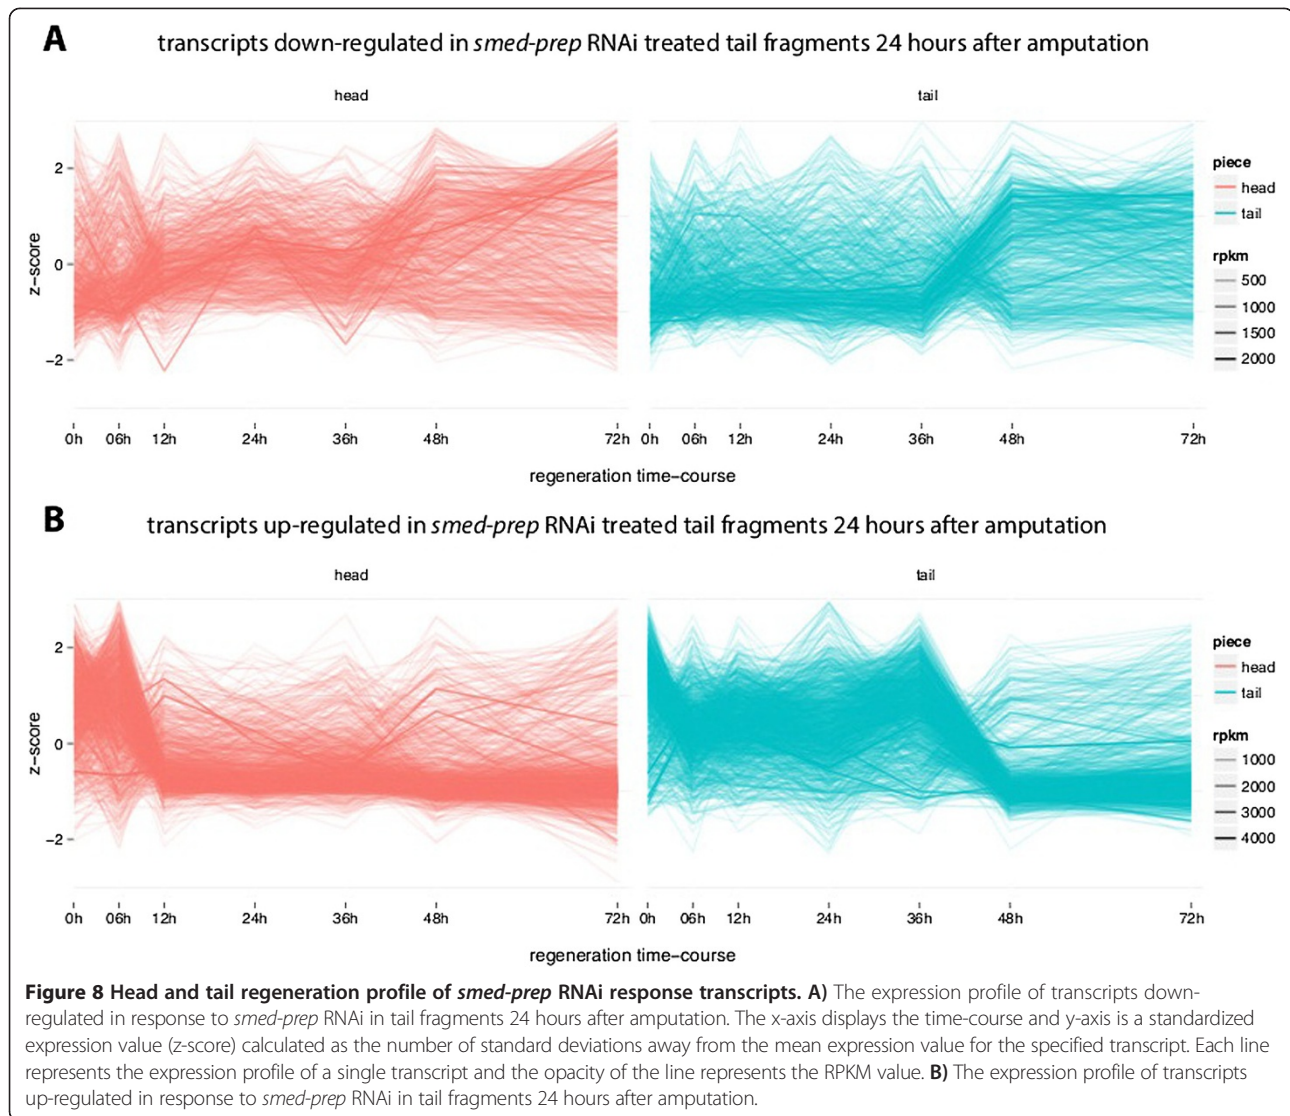 A
transcripts down-regulated in smed-prep RNAi treated tail fragments 24 hours after amputation
head
tail
z-score
2
0
−2
0h 06h 12h 24h 36h 48h 72h 0h 06h 12h 24h 36h 48h 72h
regeneration time-course
piece
head
tail
rpkm
500
1000
1500
2000
B
transcripts up-regulated in smed-prep RNAi treated tail fragments 24 hours after amputation
head
tail
z-score
2
0
−2
0h 06h 12h 24h 36h 48h 72h 0h 06h 12h 24h 36h 48h 72h
regeneration time-course
piece
head
tail
rpkm
1000
2000
3000
4000
Figure 8 Head and tail regeneration profile of smed-prep RNAi response transcripts. A) The expression profile of transcripts down-
regulated in response to smed-prep RNAi in tail fragments 24 hours after amputation. The x-axis displays the time-course and y-axis is a standardized
expression value (z-score) calculated as the number of standard deviations away from the mean expression value for the specified transcript. Each line
represents the expression profile of a single transcript and the opacity of the line represents the RPKM value. B) The expression profile of transcripts
up-regulated in response to smed-prep RNAi in tail fragments 24 hours after amputation.